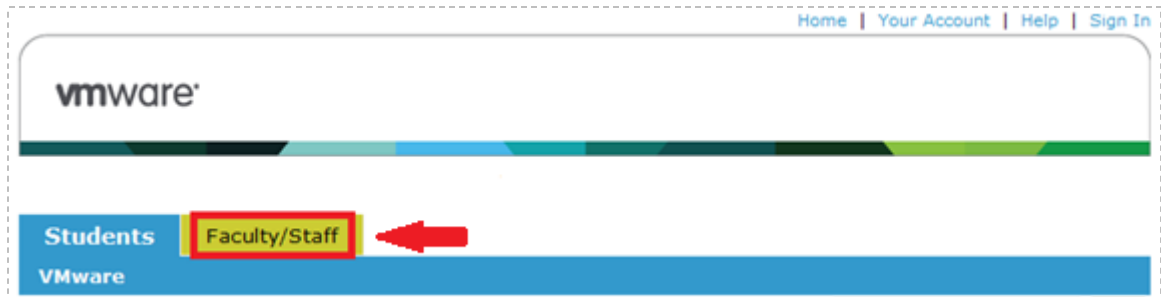 Home | Your Account | Help | Sign In
vmware
Students Faculty/Staff
VMware